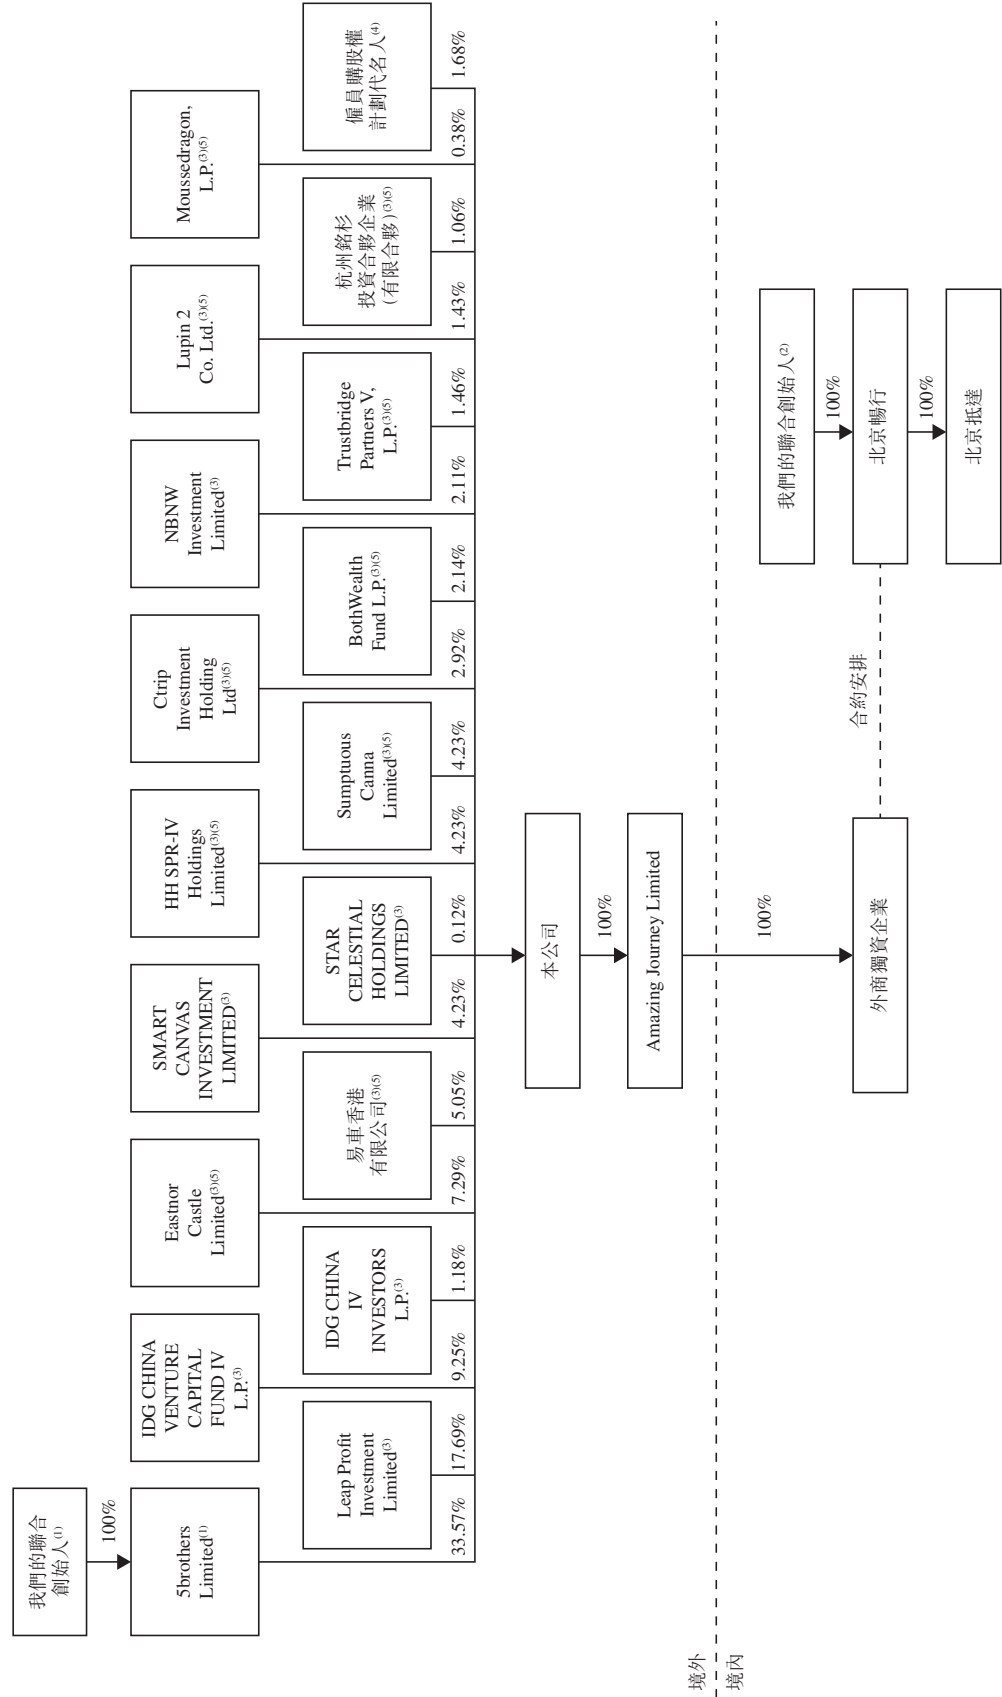 我們的聯合
創始人(1)
100%
5brothers
Limited(1)
IDG CHINA
VENTURE
CAPITAL
FUND IV
L.P.(3)
Eastnor
Castle
Limited(3)(5)
SMART
CANVAS
INVESTMENT
LIMITED(3)
HH SPR-IV
Holdings
Limited(3)(5)
Ctrip
Investment
Holding
Ltd(3)(5)
NBNW
Investment
Limited(3)
Lupin 2
Co. Ltd.(3)(5)
Moussedragon,
L.P.(3)(5)
Leap Profit
Investment
Limited(3)
IDG CHINA
IV
INVESTORS
L.P.(3)
易車香港
有限公司(3)(5)
STAR
CELESTIAL
HOLDINGS
LIMITED(3)
Sumptuous
Canna
Limited(3)(5)
BothWealth
Fund L.P.(3)(5)
Trustbridge
Partners V,
L.P.(3)(5)
杭州銘杉
投資合夥企業
(有限合夥)(3)(5)
僱員購股權
計劃代名人(4)
33.57%
17.69%
9.25%
1.18%
7.29%
5.05%
4.23%
0.12%
4.23%
4.23%
2.92%
2.14%
2.11%
1.46%
1.43%
1.06%
0.38%
1.68%
本公司
100%
Amazing Journey Limited
境外
境內
100%
我們的聯合創始人(2)
100%
外商獨資企業
合約安排
北京暢行
100%
北京抵達